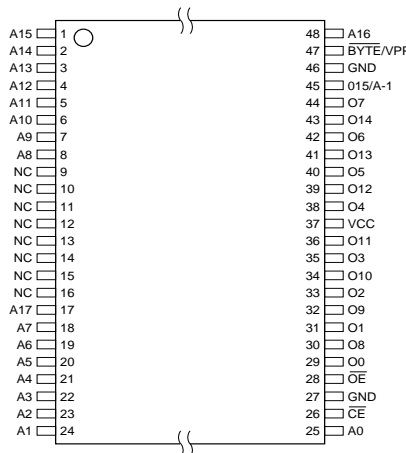 A15 1 48 A16
A14 2 47 BYTE/VPP
A13 3 46 GND
A12 4 45 015/A-1
A11 5 44 O7
A10 6 43 O14
A9 7 42 O6
A8 8 41 O13
NC 9 40 O5
NC 10 39 O12
NC 11 38 O4
NC 12 37 VCC
NC 13 36 O11
NC 14 35 O3
NC 15 34 O10
NC 16 33 O2
A17 17 32 O9
A7 18 31 O1
A6 19 30 O8
A5 20 29 O0
A4 21 28 OE
A3 22 27 GND
A2 23 26 CE
A1 24 25 A0